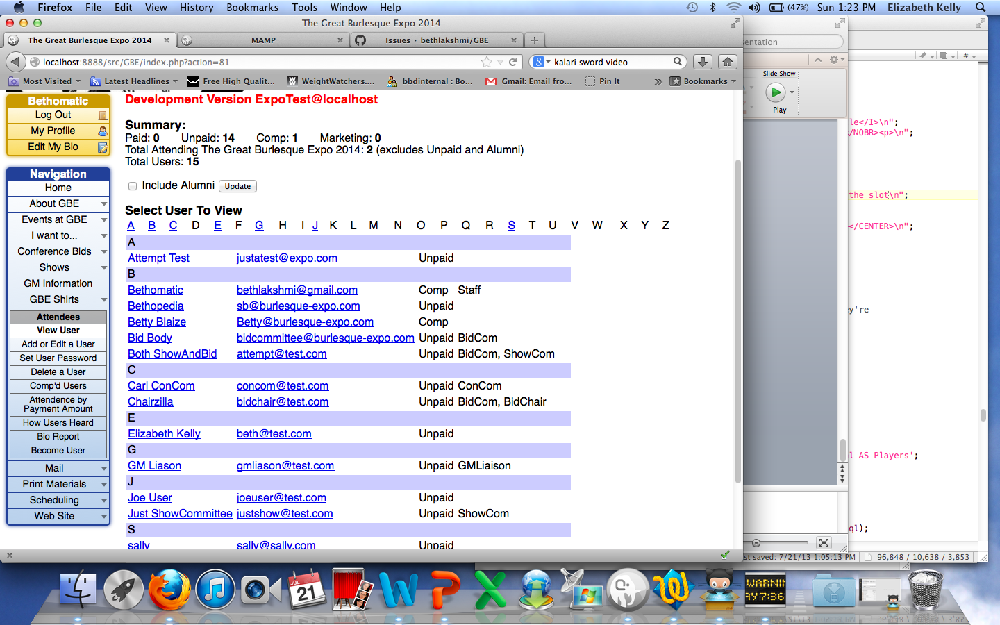 Firefox File Edit View History Bookmarks Tools Window Help (47%) Sun 1:23 PM Elizabeth Kelly
The Great Burlesque Expo 2014
The Great Burlesque Expo 2014 MAMP Issues · bethlakshmi/GBE
localhost:8888/src/GBE/index.php?action=81 kalari sword video
Most Visited Latest Headlines Free High Qualit... WeightWatchers.... bbdinternal : Bo... Gmail: Email fro... Pin It Bookmarks
Bethomatic
Log Out
My Profile
Edit My Bio
Navigation
Home
About GBE
Events at GBE
I want to...
Conference Bids
Shows
GM Information
GBE Shirts
Attendees
View User
Add or Edit a User
Set User Password
Delete a User
Comp'd Users
Attendence by
Payment Amount
How Users Heard
Bio Report
Become User
Mail
Print Materials
Scheduling
Web Site
Development Version ExpoTest@localhost
Summary:
Paid: 0 Unpaid: 14 Comp: 1 Marketing: 0
Total Attending The Great Burlesque Expo 2014: 2 (excludes Unpaid and Alumni)
Total Users: 15
Include Alumni Update
Select User To View
A B C D E F G H I J K L M N O P Q R S T U V W X Y Z
A
Attempt Test justatest@expo.com Unpaid
B
Bethomatic bethlakshmi@gmail.com Comp Staff
Bethopedia sb@burlesque-expo.com Unpaid
Betty Blaize Betty@burlesque-expo.com Comp
Bid Body bidcommittee@burlesque-expo.com Unpaid BidCom
Both ShowAndBid attempt@test.com Unpaid BidCom, ShowCom
C
Carl ConCom concom@test.com Unpaid ConCom
Chairzilla bidchair@test.com Unpaid BidCom, BidChair
E
Elizabeth Kelly beth@test.com Unpaid
G
GM Liason gmliason@test.com Unpaid GMLiaison
J
Joe User joeuser@test.com Unpaid
Just ShowCommittee justshow@test.com Unpaid ShowCom
S
sally sally@sally.com Unpaid
entation
Slide Show
Play
le</I>\n";
/NOBR><p>\n";
the slot\n";
></CENTER>\n";
ey're
l AS Players';
ql);
st saved: 7/21/13 1:05:13 PM 96,848 / 10,638 / 3,853
JUL
21
WARNIN
AY 7:36